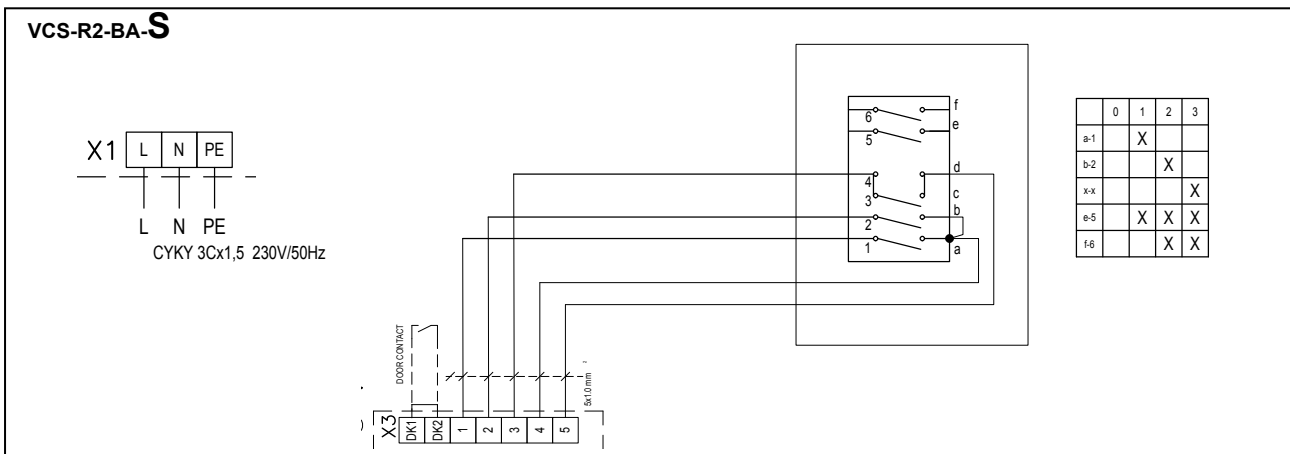 VCS-R2-BA-S
X1 L N PE
L N PE
CYKY 3Cx1,5 230V/50Hz
6 f
5 e
4 d
3 c
2 b
1 a
0 1 2 3
a-1 X
b-2 X
x-x X
e-5 X X X
f-6 X X
DOOR CONTACT
5x1.0 mm
X3 DK1 DK2 1 2 3 4 5